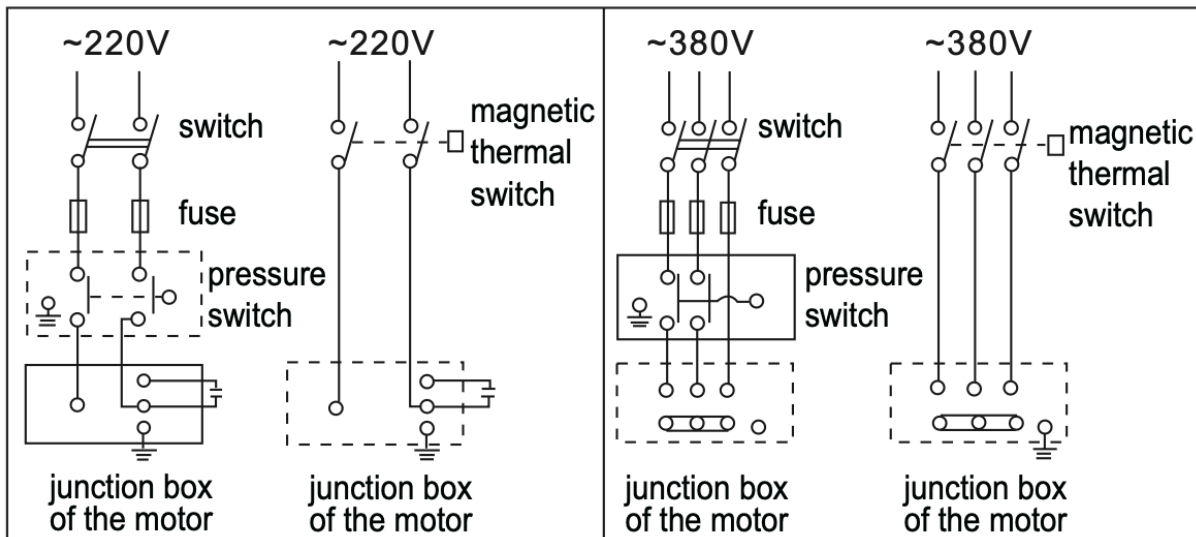 ~220V
switch
fuse
pressure
switch
junction box
of the motor
~220V
magnetic
thermal
switch
junction box
of the motor
~380V
switch
fuse
pressure
switch
junction box
of the motor
~380V
magnetic
thermal
switch
junction box
of the motor